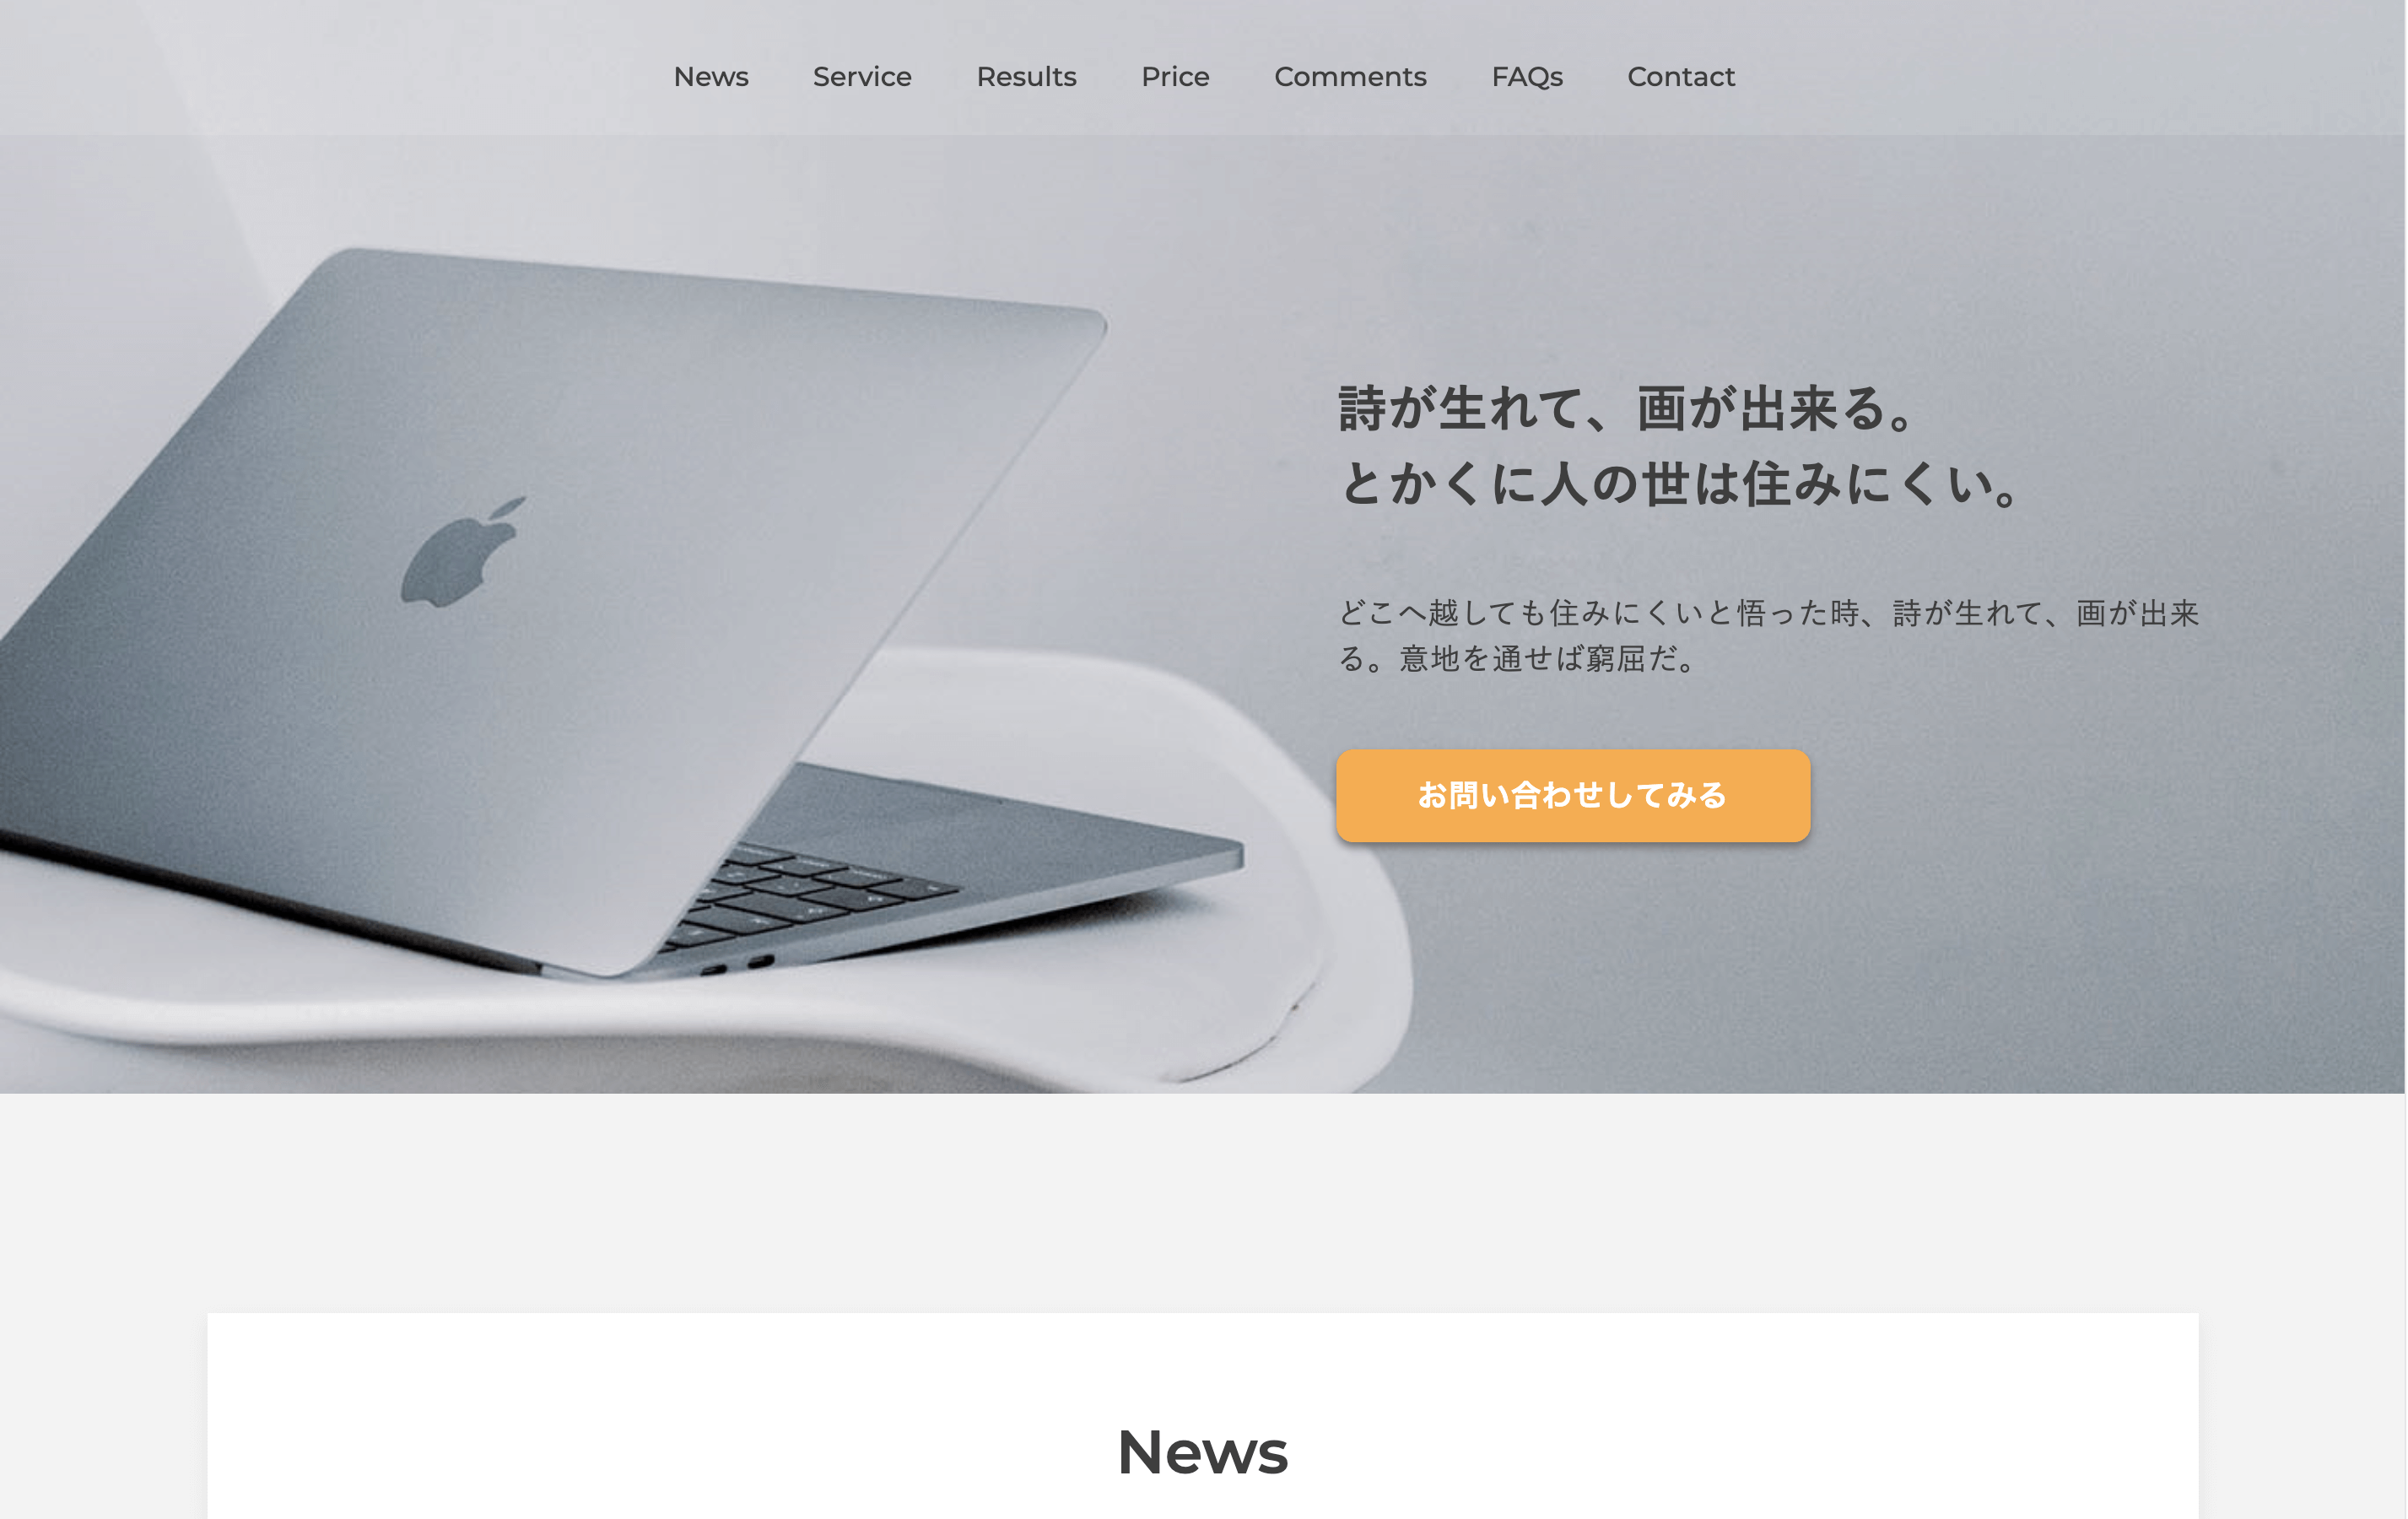 News Service Results Price Comments FAQs Contact
詩が生れて、画が出来る。
とかくに人の世は住みにくい。
どこへ越しても住みにくいと悟った時、詩が生れて、画が出来
る。意地を通せば窮屈だ。
お問い合わせしてみる
News